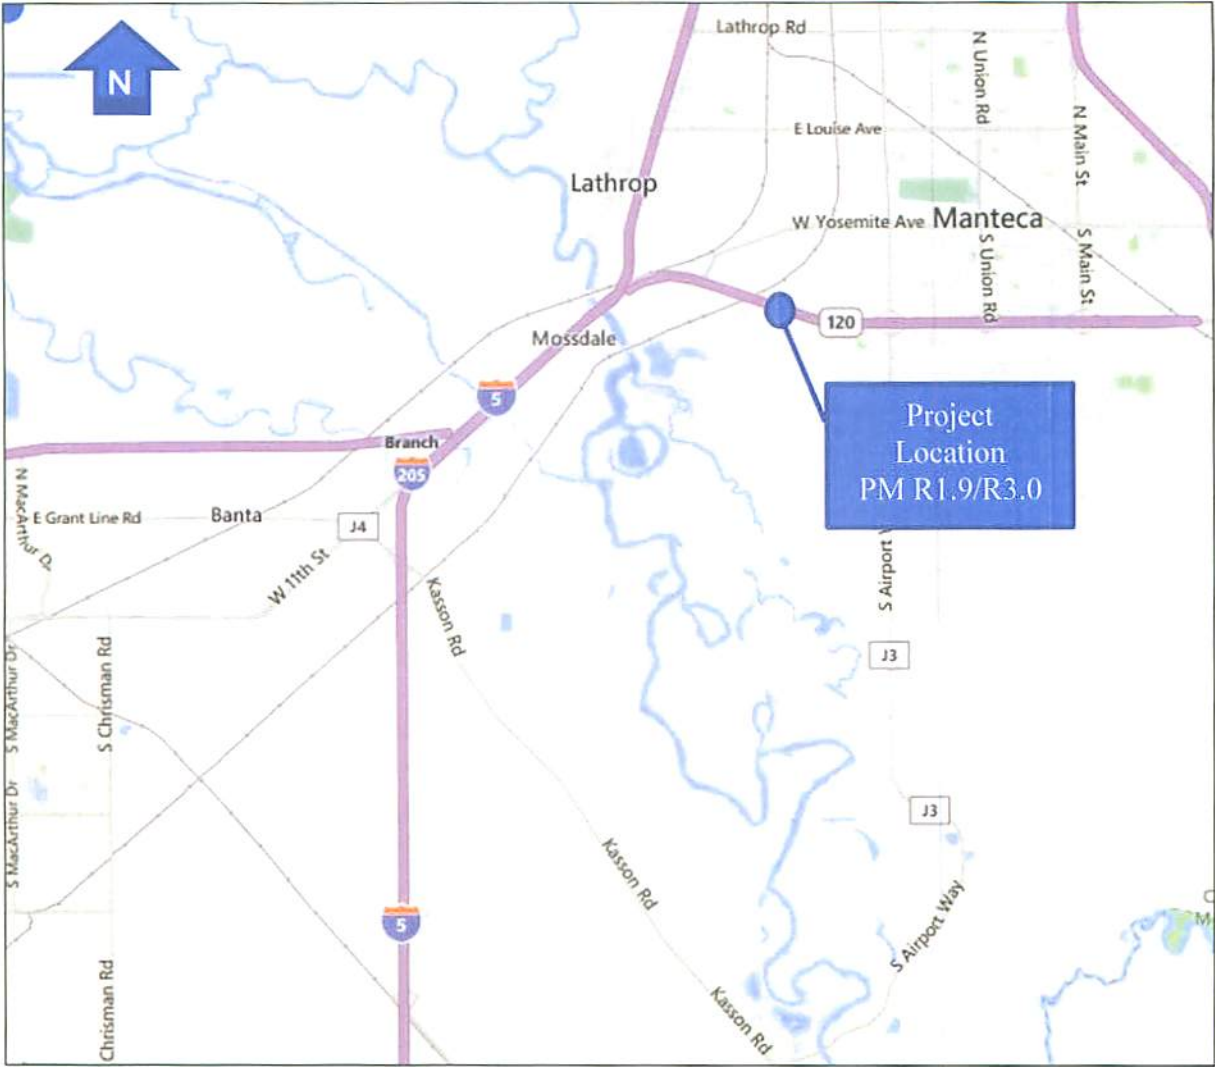 N
Lathrop Rd
N Union Rd
N Main St
E Louise Ave
Lathrop
W Yosemite Ave
Manteca
S Union Rd
S Main St
120
Mossdale
5
Project
Location
PM R1.9/R3.0
Branch
205
N MacArthur Dr
E Grant Line Rd
Banta
J4
W 11th St
Kasson Rd
S Airport
S MacArthur Dr
S Chrisman Rd
J3
S MacArthur Dr
J3
Kasson Rd
5
S Airport Way
Chrisman Rd
Kasson Rd